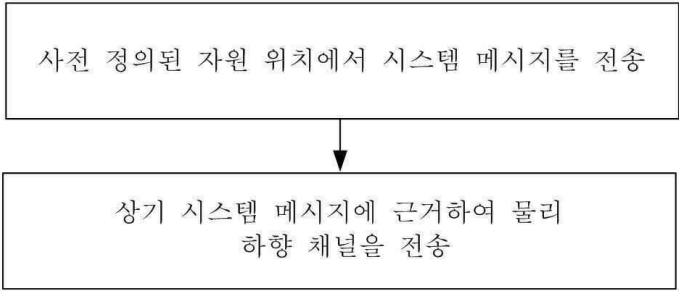 사전 정의된 자원 위치에서 시스템 메시지를 전송
상기 시스템 메시지에 근거하여 물리
하향 채널을 전송